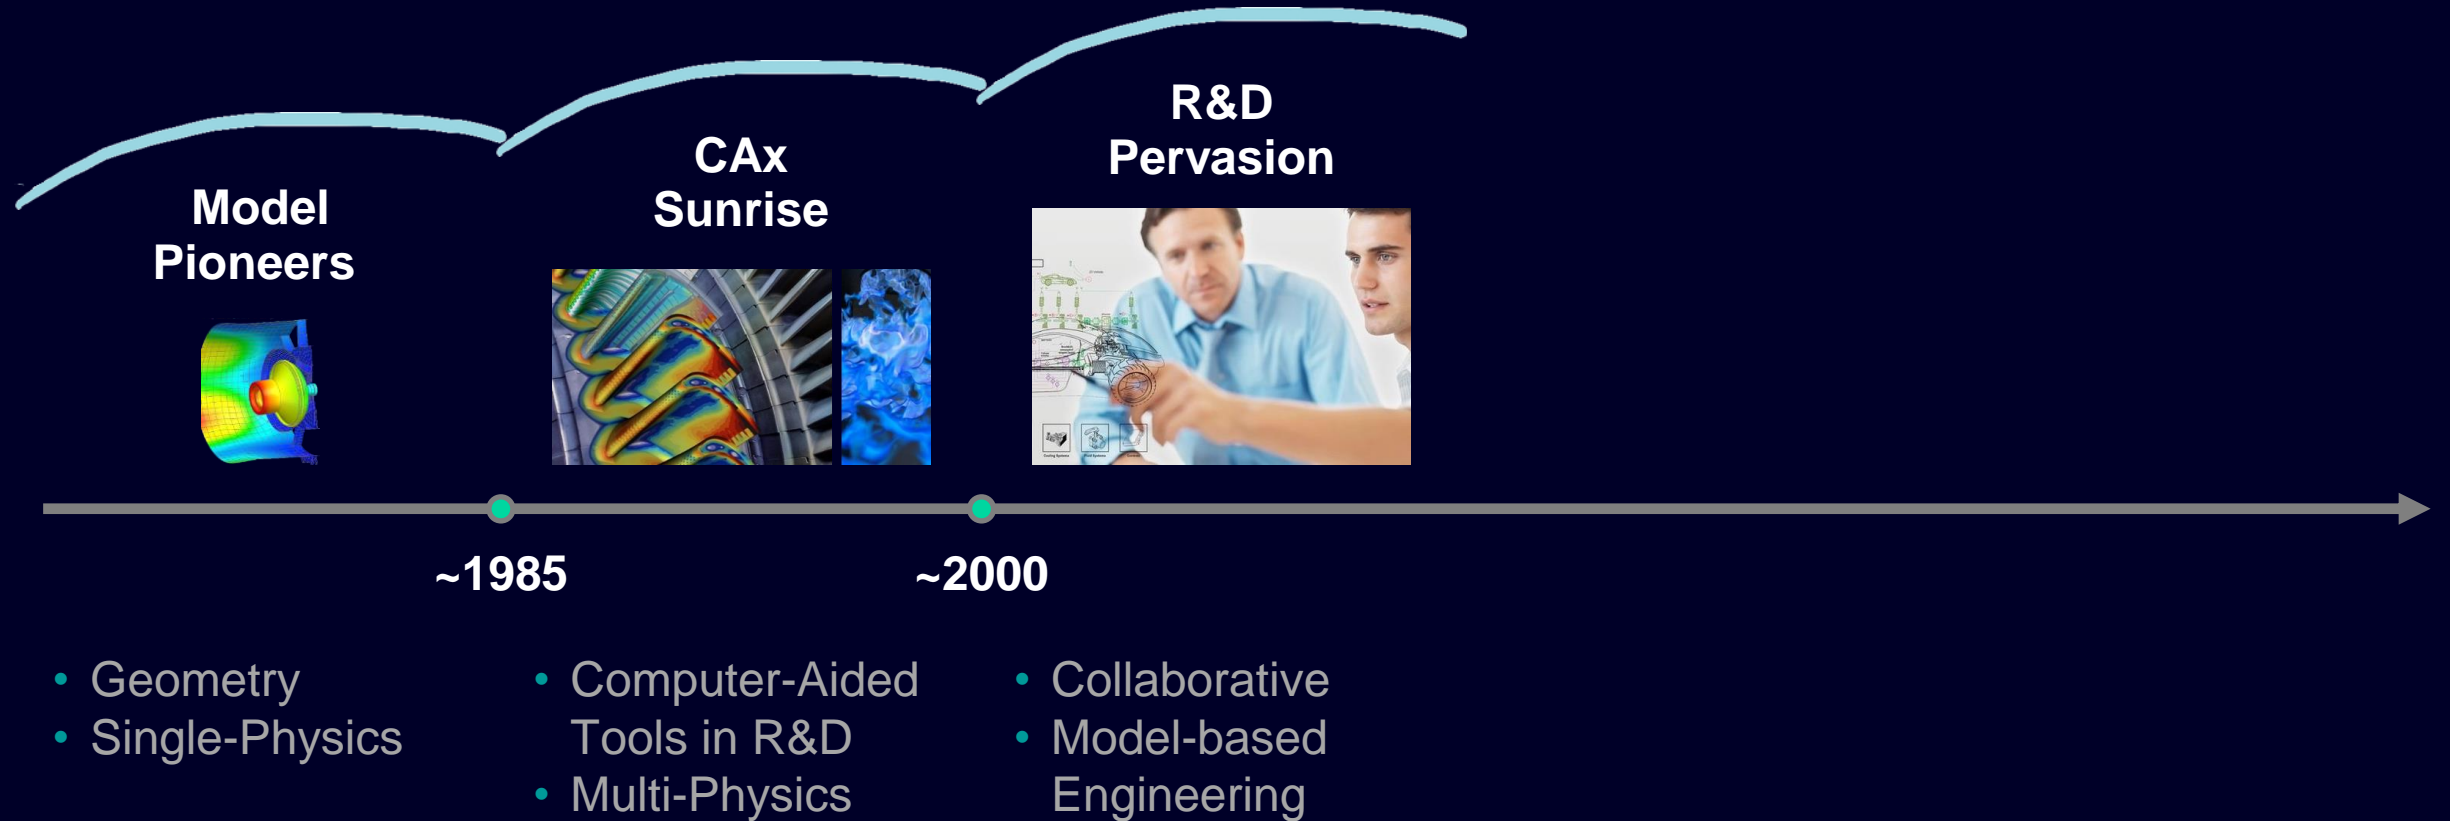 R&D
Pervasion
CAx
Sunrise
Model
Pioneers
~1985
~2000
• Geometry
• Single-Physics
• Computer-Aided
Tools in R&D
• Multi-Physics
• Collaborative
• Model-based
Engineering